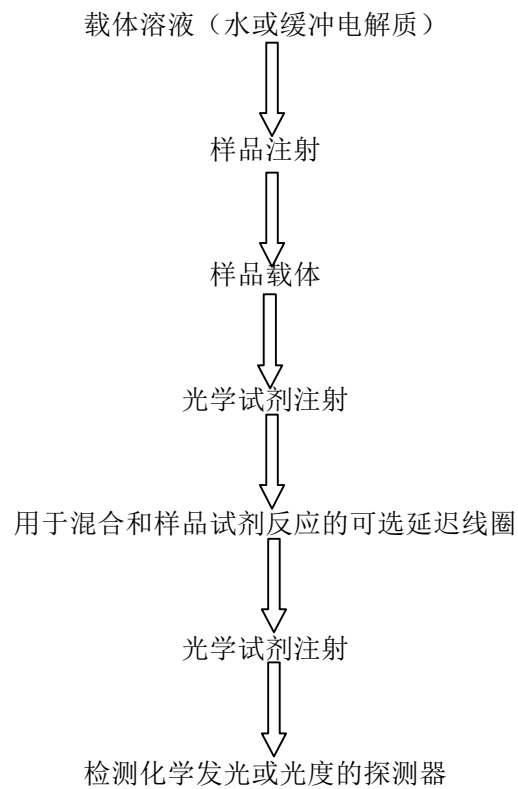 载体溶液（水或缓冲电解质）
样品注射
样品载体
光学试剂注射
用于混合和样品试剂反应的可选延迟线圈
光学试剂注射
检测化学发光或光度的探测器